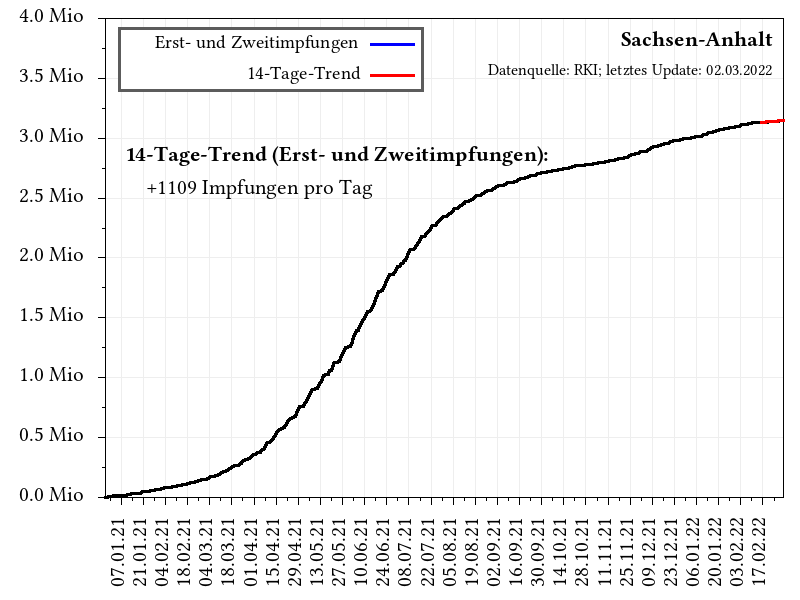 Sachsen-Anhalt
Datenquelle: RKI; letztes Update: 02.03.2022
Erst- und Zweitimpfungen
14-Tage-Trend
14-Tage-Trend (Erst- und Zweitimpfungen):
+1109 Impfungen pro Tag
4.0 Mio
3.5 Mio
3.0 Mio
2.5 Mio
2.0 Mio
1.5 Mio
1.0 Mio
0.5 Mio
0.0 Mio
07.01.21
21.01.21
04.02.21
18.02.21
04.03.21
18.03.21
01.04.21
15.04.21
29.04.21
13.05.21
27.05.21
10.06.21
24.06.21
08.07.21
22.07.21
05.08.21
19.08.21
02.09.21
16.09.21
30.09.21
14.10.21
28.10.21
11.11.21
25.11.21
09.12.21
23.12.21
06.01.22
20.01.22
03.02.22
17.02.22